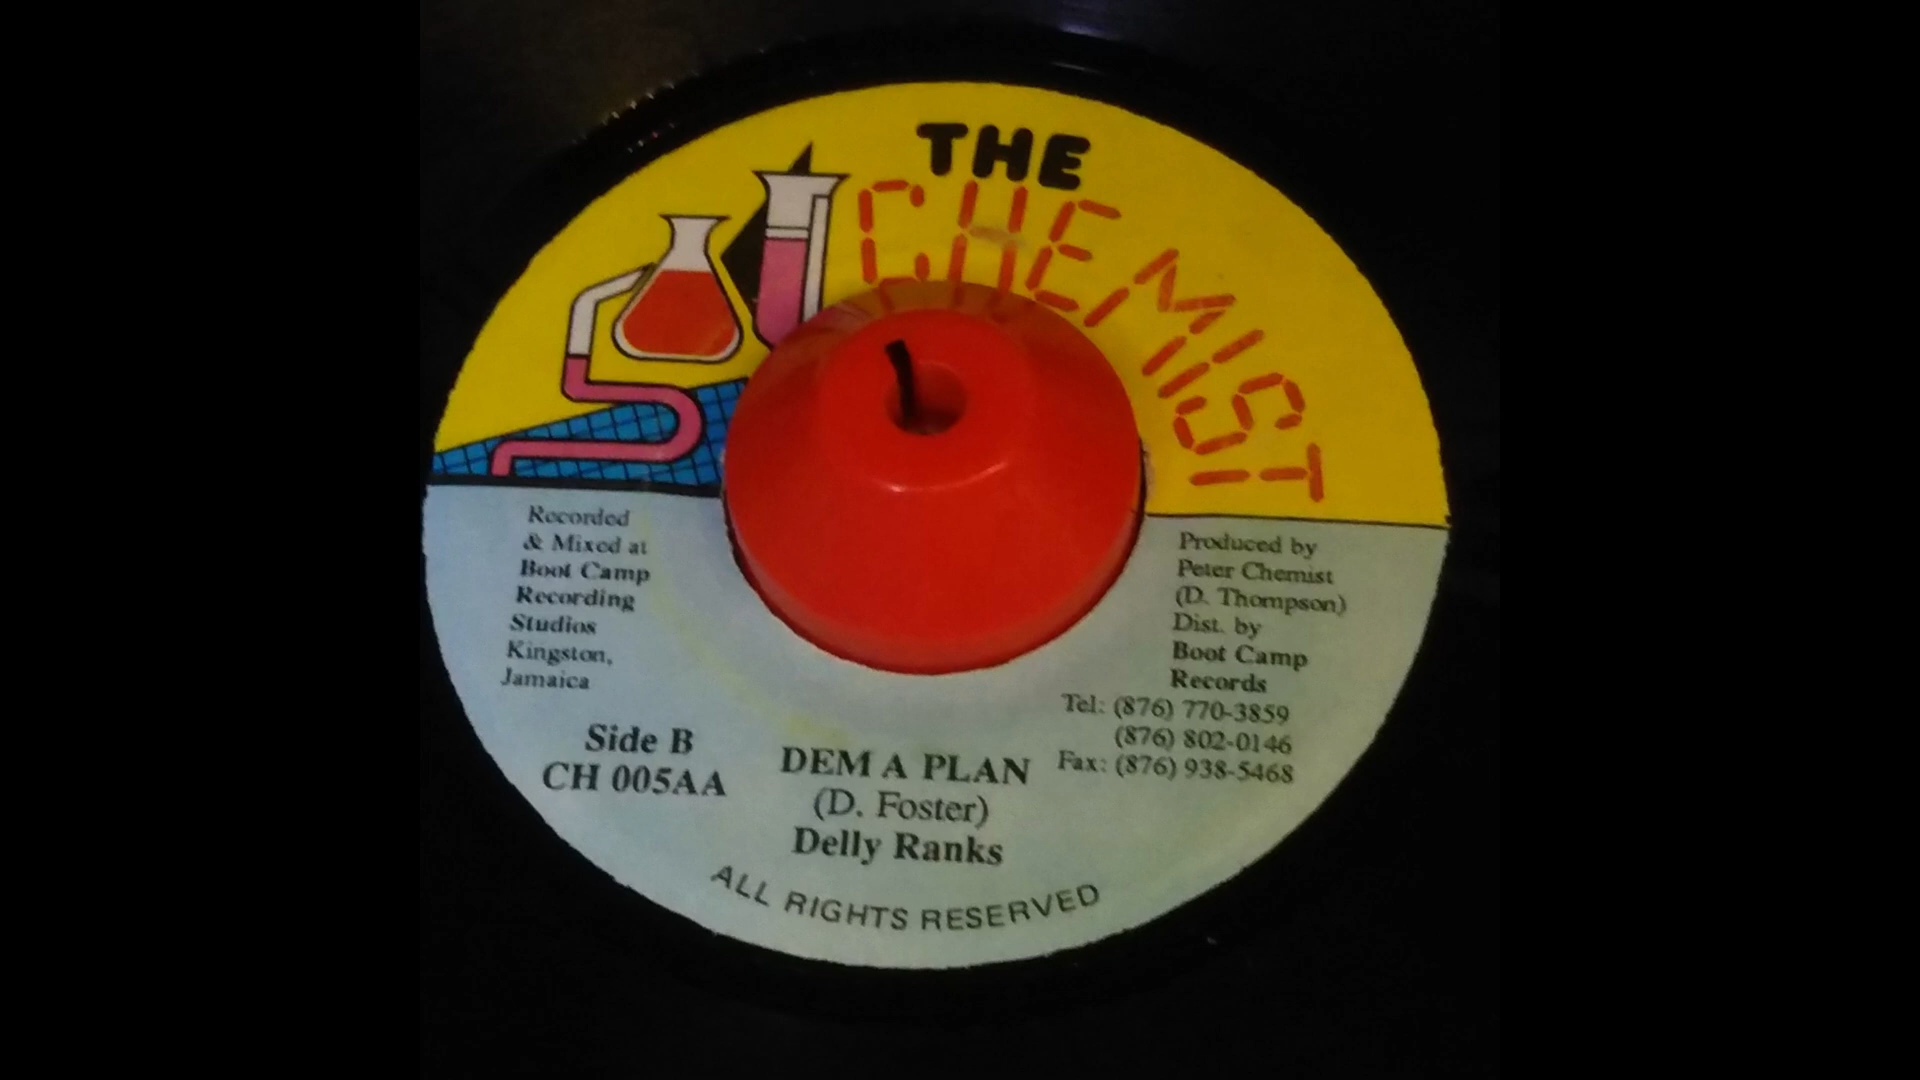 THE
CHEMIST
Recorded
& Mixed at
Boot Camp
Recording
Studios
Kingston,
Jamaica
Produced by
Peter Chemist
(D. Thompson)
Dist. by
Boot Camp
Records
Tel: (876) 770-3859
(876) 802-0146
Fax: (876) 938-5468
Side B
CH 005AA
DEM A PLAN
(D. Foster)
Delly Ranks
ALL RIGHTS RESERVED